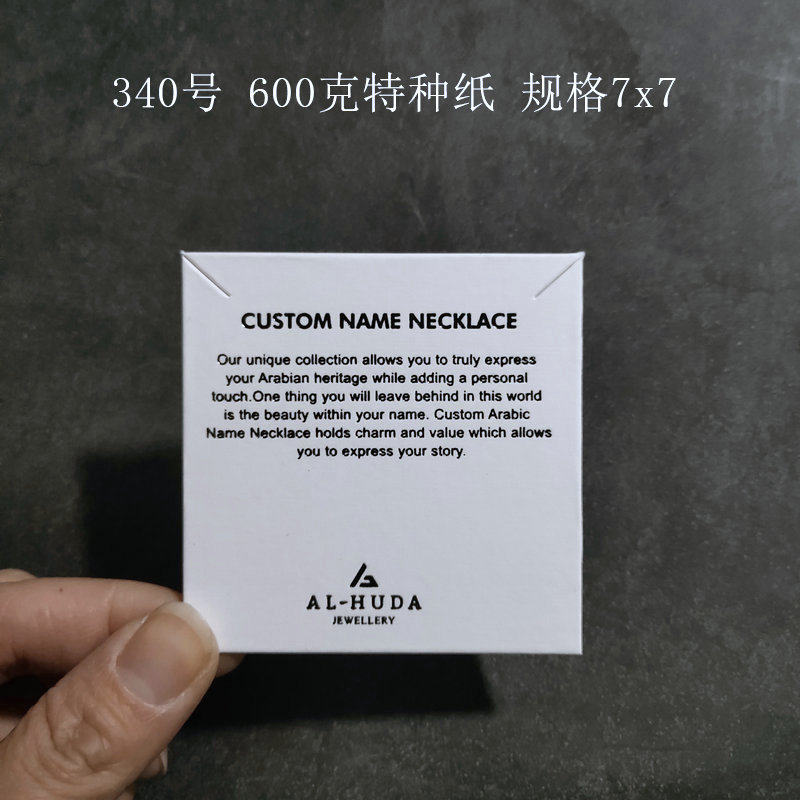 340号 600克特种纸 规格7x7
CUSTOM NAME NECKLACE
Our unique collection allows you to truly express
your Arabian heritage while adding a personal
touch.One thing you will leave behind in this world
is the beauty within your name. Custom Arabic
Name Necklace holds charm and value which allows
you to express your story.
AL-HUDA
JEWELLERY